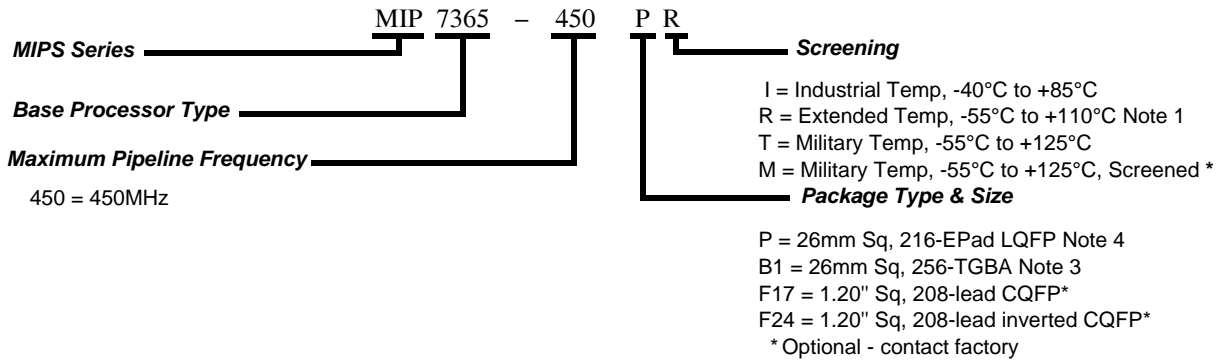 MIP 7365 – 450 P R
MIPS Series
Base Processor Type
Maximum Pipeline Frequency
450 = 450MHz
Screening
I = Industrial Temp, -40°C to +85°C
R = Extended Temp, -55°C to +110°C Note 1
T = Military Temp, -55°C to +125°C
M = Military Temp, -55°C to +125°C, Screened *
Package Type & Size
P = 26mm Sq, 216-EPad LQFP Note 4
B1 = 26mm Sq, 256-TGBA Note 3
F17 = 1.20" Sq, 208-lead CQFP*
F24 = 1.20" Sq, 208-lead inverted CQFP*
* Optional - contact factory